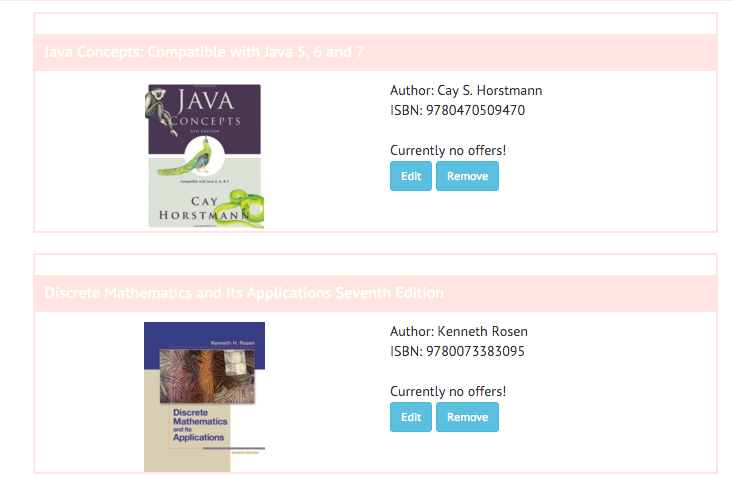 Java Concepts: Compatible with Java 5, 6 and 7
JAVA
CONCEPTS
6TH EDITION
Compatible with Java 5, 6, & 7
CAY
HORSTMANN
Author: Cay S. Horstmann
ISBN: 9780470509470
Currently no offers!
Edit Remove
Discrete Mathematics and Its Applications Seventh Edition
Kenneth H. Rosen
Discrete
Mathematics
and Its
Applications
SEVENTH EDITION
Author: Kenneth Rosen
ISBN: 9780073383095
Currently no offers!
Edit Remove